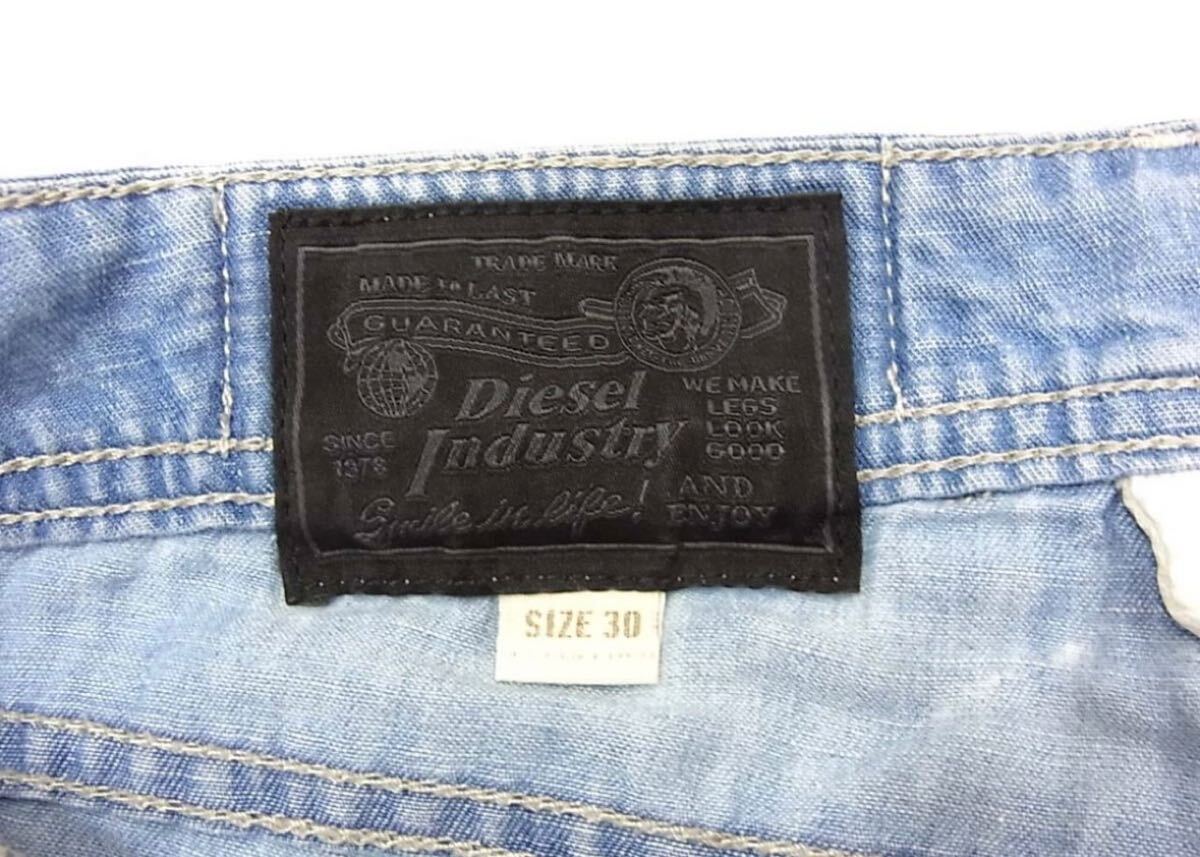 TRADE MARK
MADE to LAST
GUARANTEED
Diesel
Industry
WE MAKE
LEGS
LOOK
GOOD
AND
ENJOY
SINCE
1978
Smile in life!
SIZE 30